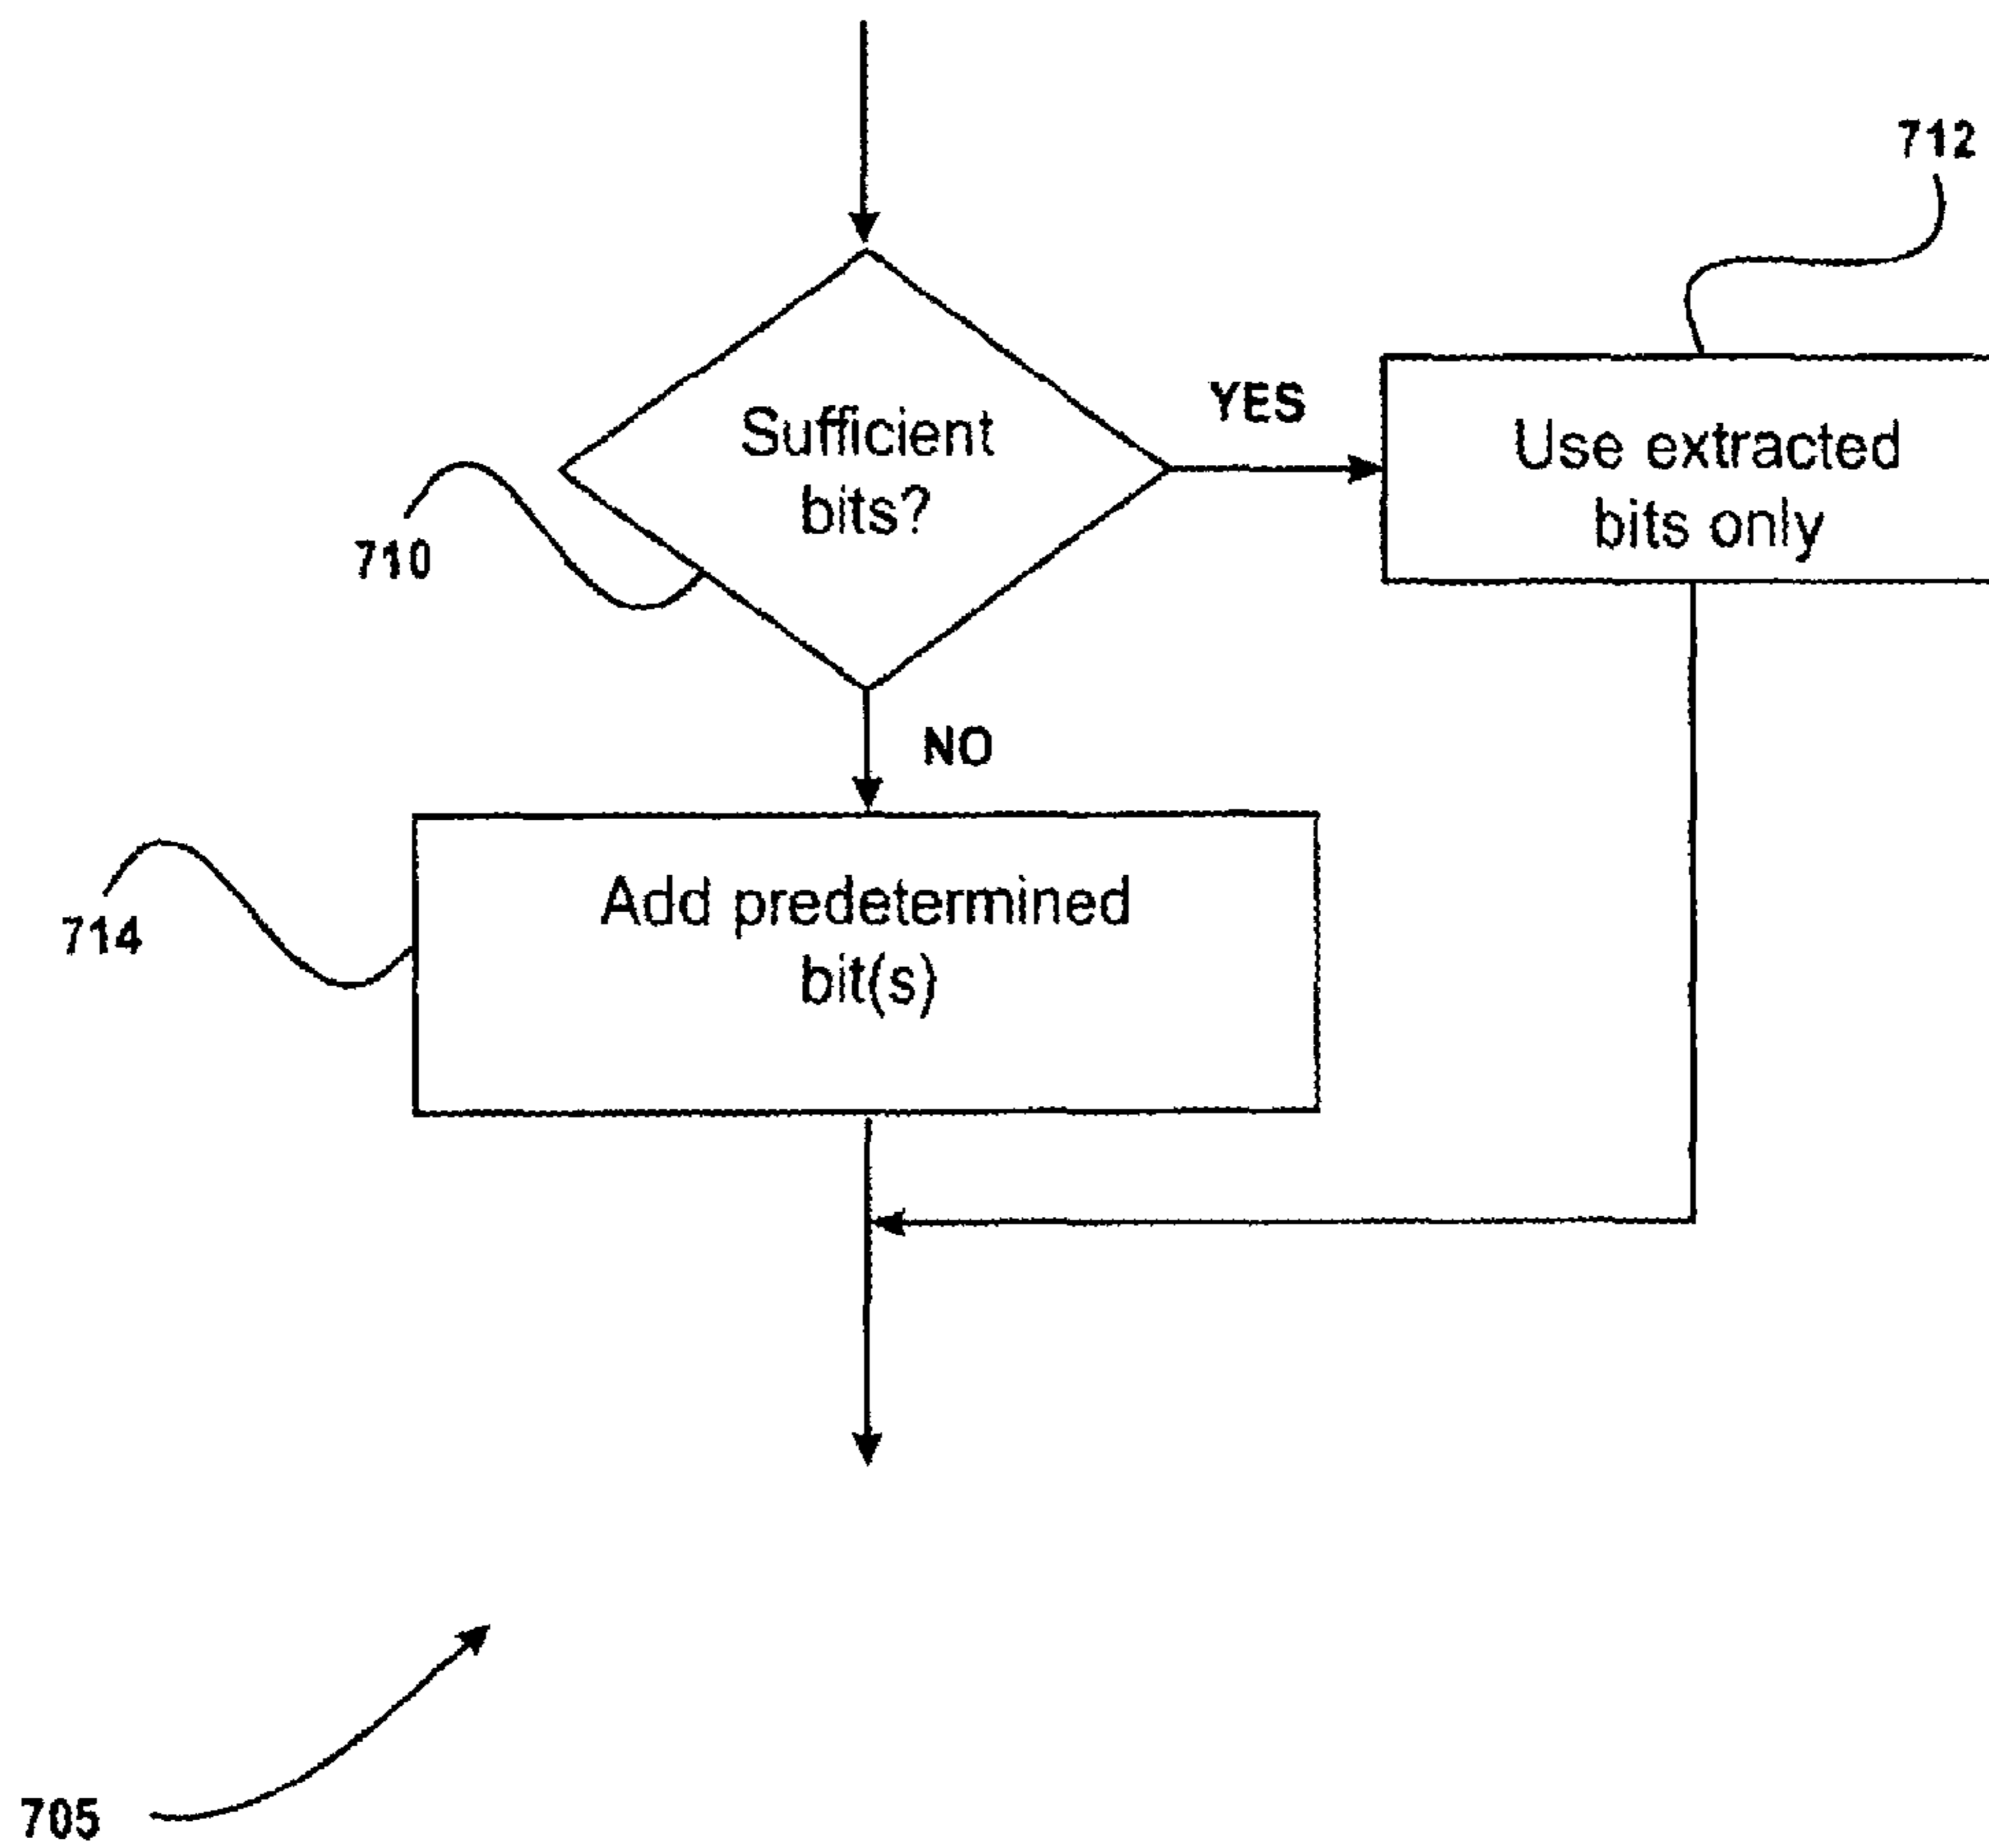 712
YES
Sufficient
bits?
Use extracted
bits only
710
NO
Add predetermined
bit(s)
714
705